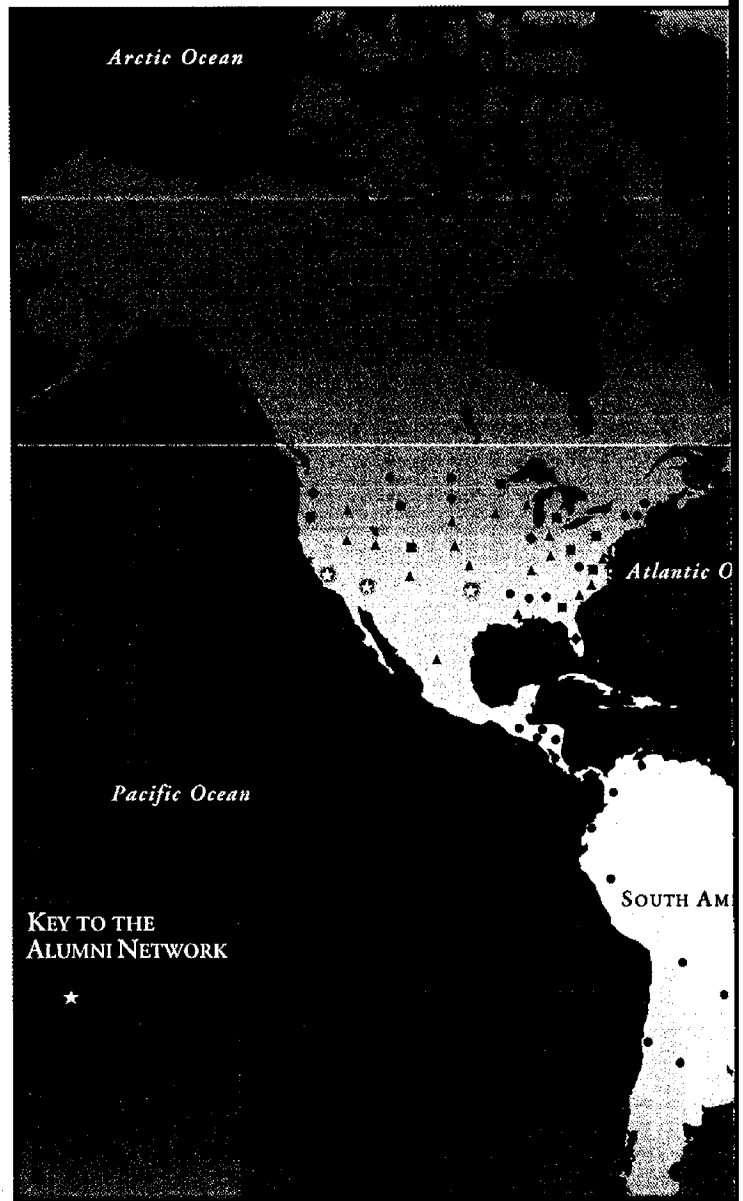 Arctic Ocean
Atlantic O
Pacific Ocean
SOUTH AM
KEY TO THE
ALUMNI NETWORK